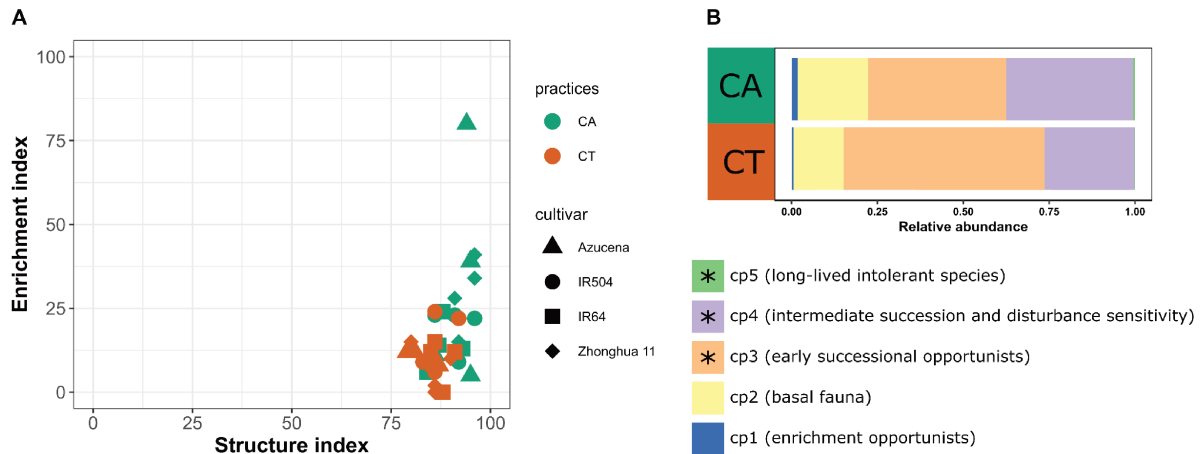 A
Enrichment index
100
75
50
25
0
0 25 50 75 100
Structure index
practices
CA
CT
cultivar
Azucena
IR504
IR64
Zhonghua 11
B
CA
CT
0.00 0.25 0.50 0.75 1.00
Relative abundance
* cp5 (long-lived intolerant species)
* cp4 (intermediate succession and disturbance sensitivity)
* cp3 (early successional opportunists)
cp2 (basal fauna)
cp1 (enrichment opportunists)